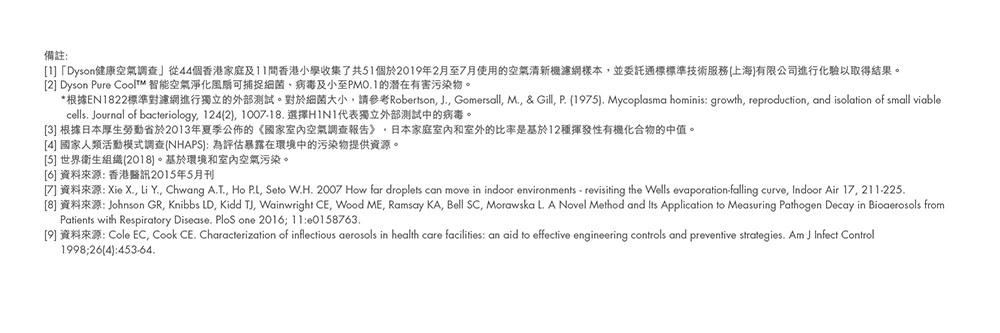 備註:
[1]「Dyson健康空氣調查」從44個香港家庭及11間香港小學收集了共51個於2019年2月至7月使用的空氣清新機濾網樣本，並委託通標標準技術服務(上海)有限公司進行化驗以取得結果。
[2] Dyson Pure Cool™ 智能空氣淨化風扇可捕捉細菌、病毒及小至PM0.1的潛在有害污染物。
*根據EN1822標準對濾網進行獨立的外部測試。對於細菌大小，請參考Robertson, J., Gomersall, M., & Gill, P. (1975). Mycoplasma hominis: growth, reproduction, and isolation of small viable
cells. Journal of bacteriology, 124(2), 1007-18. 選擇H1N1代表獨立外部測試中的病毒。
[3] 根據日本厚生勞動省於2013年夏季公佈的《國家室內空氣調查報告》，日本家庭室內和室外的比率是基於12種揮發性有機化合物的中值。
[4] 國家人類活動模式調查(NHAPS): 為評估暴露在環境中的污染物提供資源。
[5] 世界衛生組織(2018)。基於環境和室內空氣污染。
[6] 資料來源: 香港醫訊2015年5月刊
[7] 資料來源: Xie X., Li Y., Chwang A.T., Ho P.L, Seto W.H. 2007 How far droplets can move in indoor environments - revisiting the Wells evaporation-falling curve, Indoor Air 17, 211-225.
[8] 資料來源: Johnson GR, Knibbs LD, Kidd TJ, Wainwright CE, Wood ME, Ramsay KA, Bell SC, Morawska L. A Novel Method and Its Application to Measuring Pathogen Decay in Bioaerosols from
Patients with Respiratory Disease. PloS one 2016; 11:e0158763.
[9] 資料來源: Cole EC, Cook CE. Characterization of inflectious aerosols in health care facilities: an aid to effective engineering controls and preventive strategies. Am J Infect Control
1998;26(4):453-64.